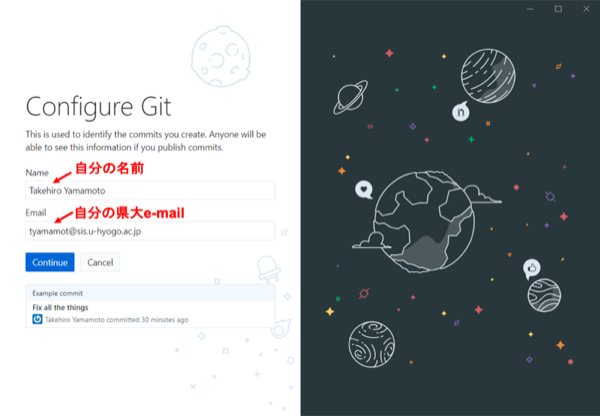 Configure Git
This is used to identify the commits you create. Anyone will be
able to see this information if you publish commits.
Name
自分の名前
Takehiro Yamamoto
Email
自分の県大e-mail
tyamamot@sis.u-hyogo.ac.jp
Continue
Cancel
Example commit
Fix all the things
Takehiro Yamamoto committed 30 minutes ago
n